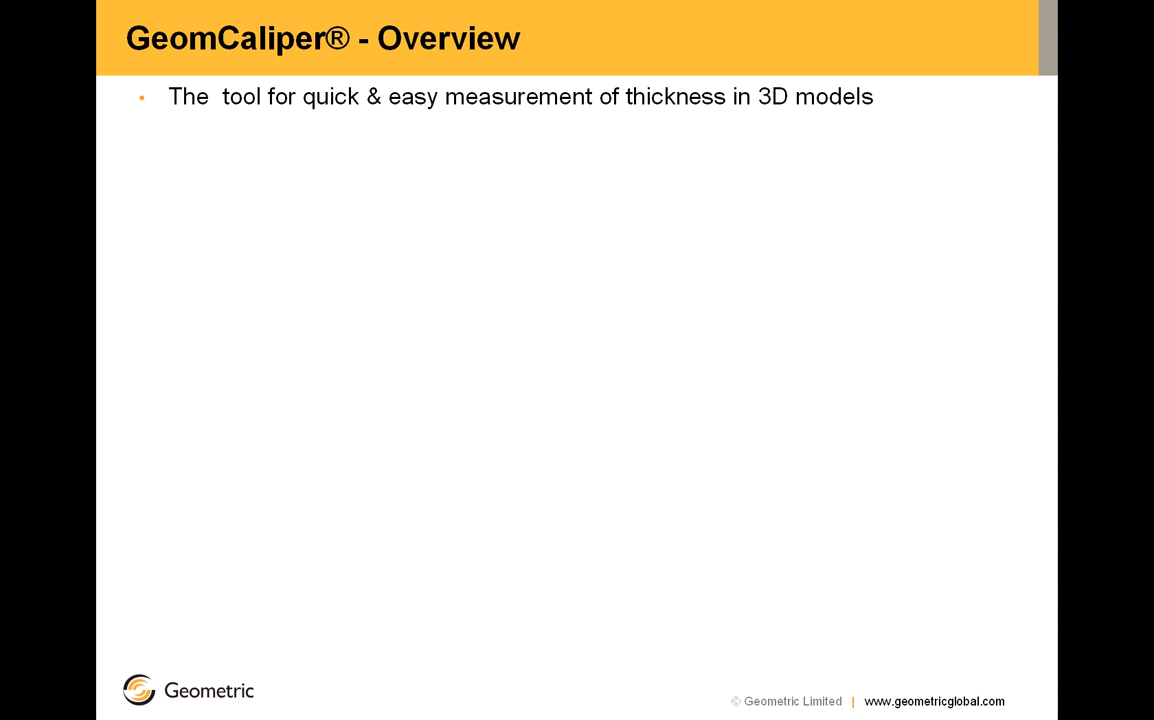 GeomCaliper® - Overview
• The  tool for quick & easy measurement of thickness in 3D models
Geometric
© Geometric Limited | www.geometricglobal.com